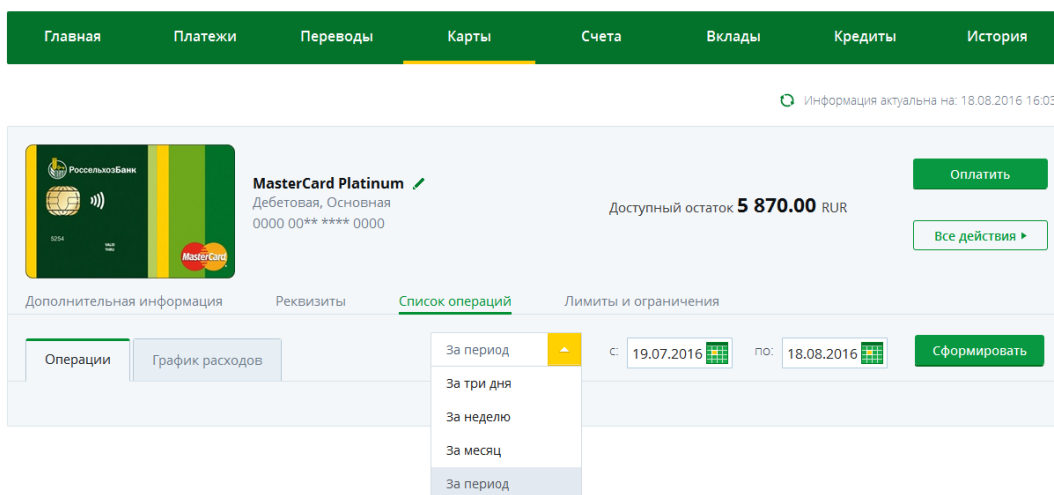 Главная Платежи Переводы Карты Счета Вклады Кредиты История
Информация актуальна на: 18.08.2016 16:03
РоссельхозБанк
5254
VALID
THRU
MasterCard
MasterCard Platinum
Дебетовая, Основная
0000 00** **** 0000
Доступный остаток 5 870.00 RUR
Оплатить
Все действия
Дополнительная информация Реквизиты Список операций Лимиты и ограничения
Операции График расходов За период с: 19.07.2016 по: 18.08.2016 Сформировать
За три дня
За неделю
За месяц
За период